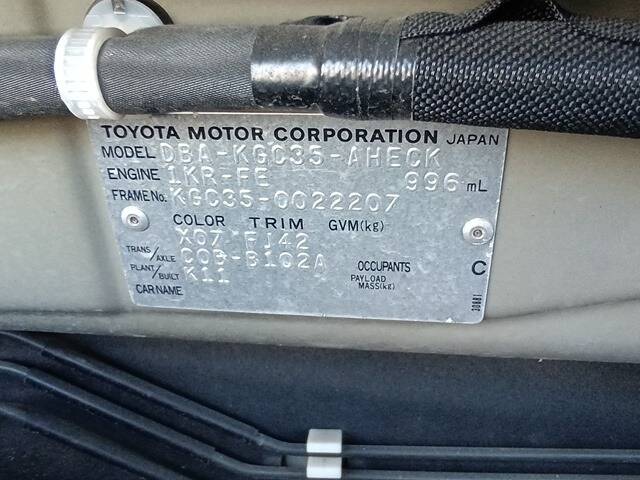 TOYOTA MOTOR CORPORATION JAPAN
MODEL DBA-KGC35-AHECK
ENGINE 1KR-FE 996 mL
FRAME No. KGC35-0022207
COLOR TRIM GVM(kg)
X07 FJ42
TRANS/AXLE C0B-B102A OCCUPANTS C
PLANT/BUILT K11 PAYLOAD MASS(kg)
CAR NAME